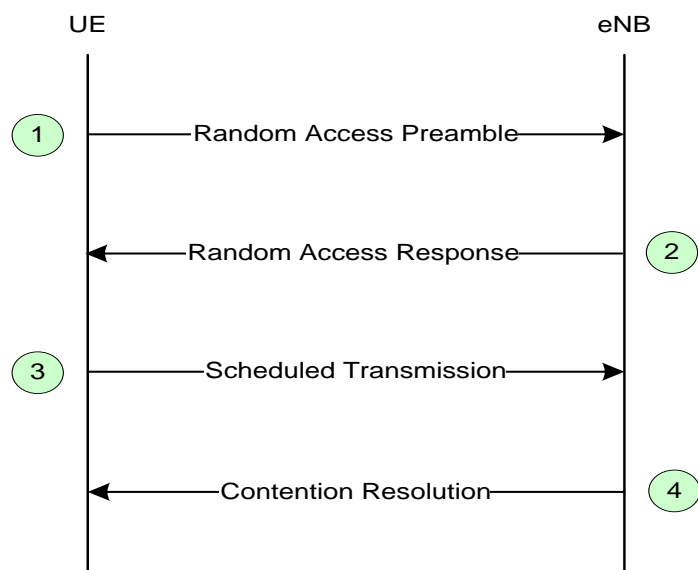 UE eNB
1 Random Access Preamble
Random Access Response 2
3 Scheduled Transmission
Contention Resolution 4